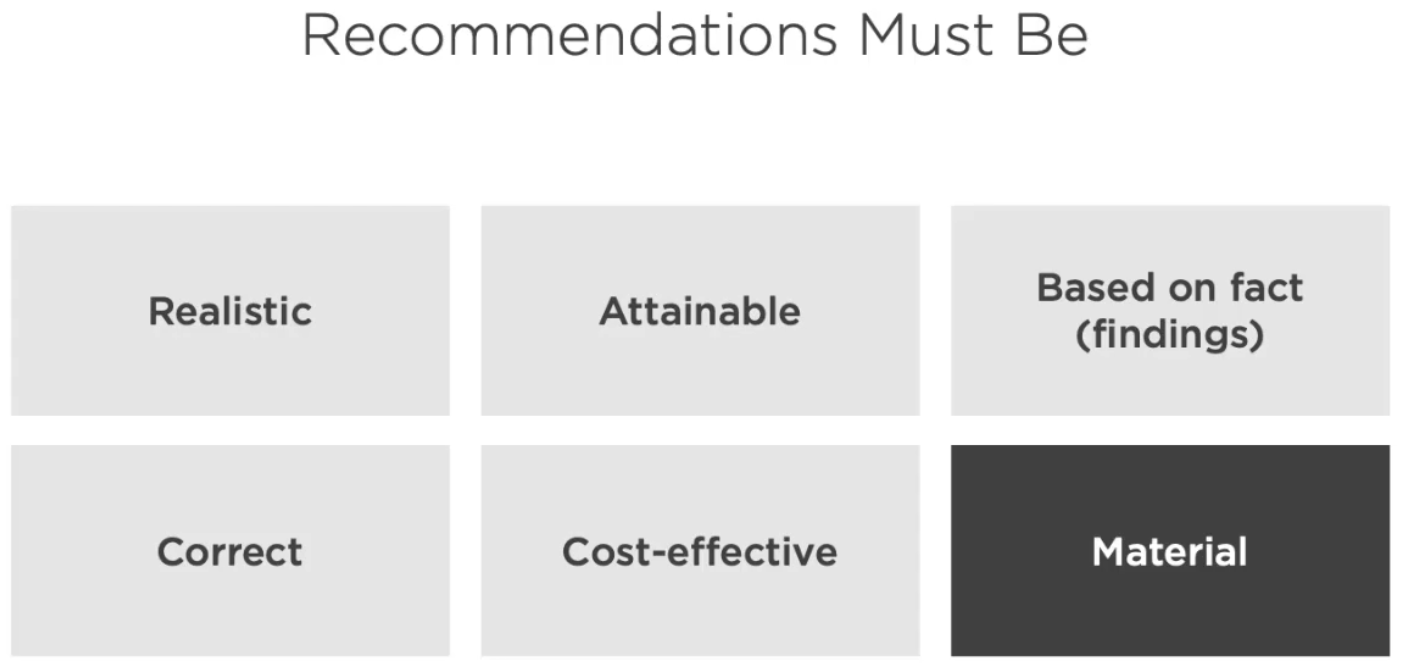 Recommendations Must Be
Realistic
Attainable
Based on fact
(findings)
Correct
Cost-effective
Material